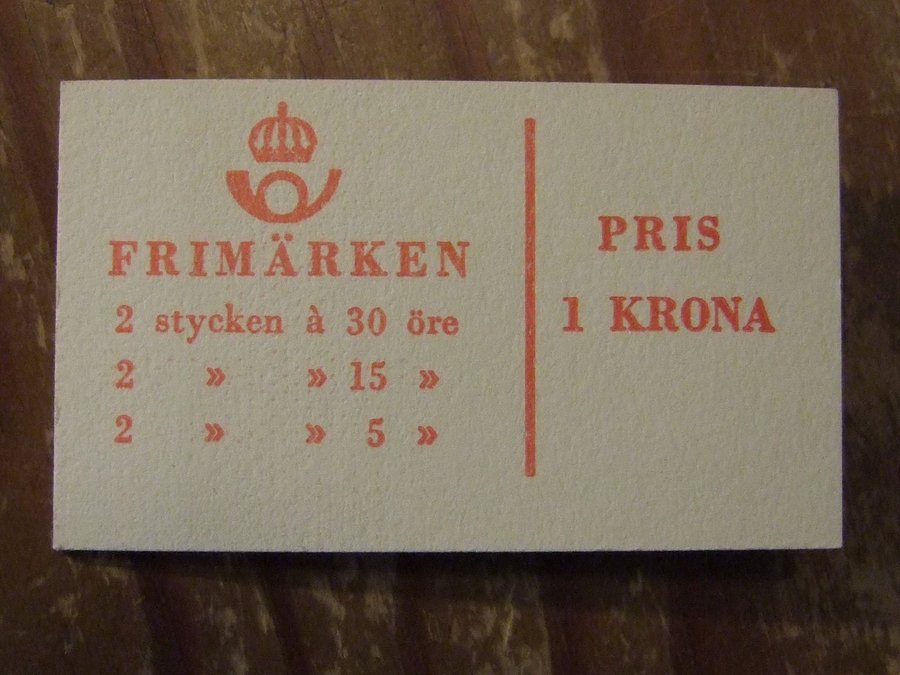 FRIMÄRKEN
2 stycken à 30 öre
2 » » 15 »
2 » » 5 »
PRIS
1 KRONA